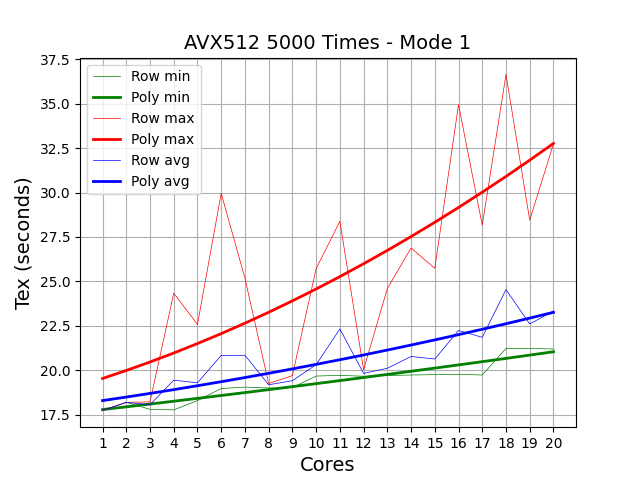 AVX512 5000 Times - Mode 1
37.5
35.0
32.5
30.0
27.5
25.0
22.5
20.0
17.5
Tex (seconds)
Row min
Poly min
Row max
Poly max
Row avg
Poly avg
1 2 3 4 5 6 7 8 9 10 11 12 13 14 15 16 17 18 19 20
Cores